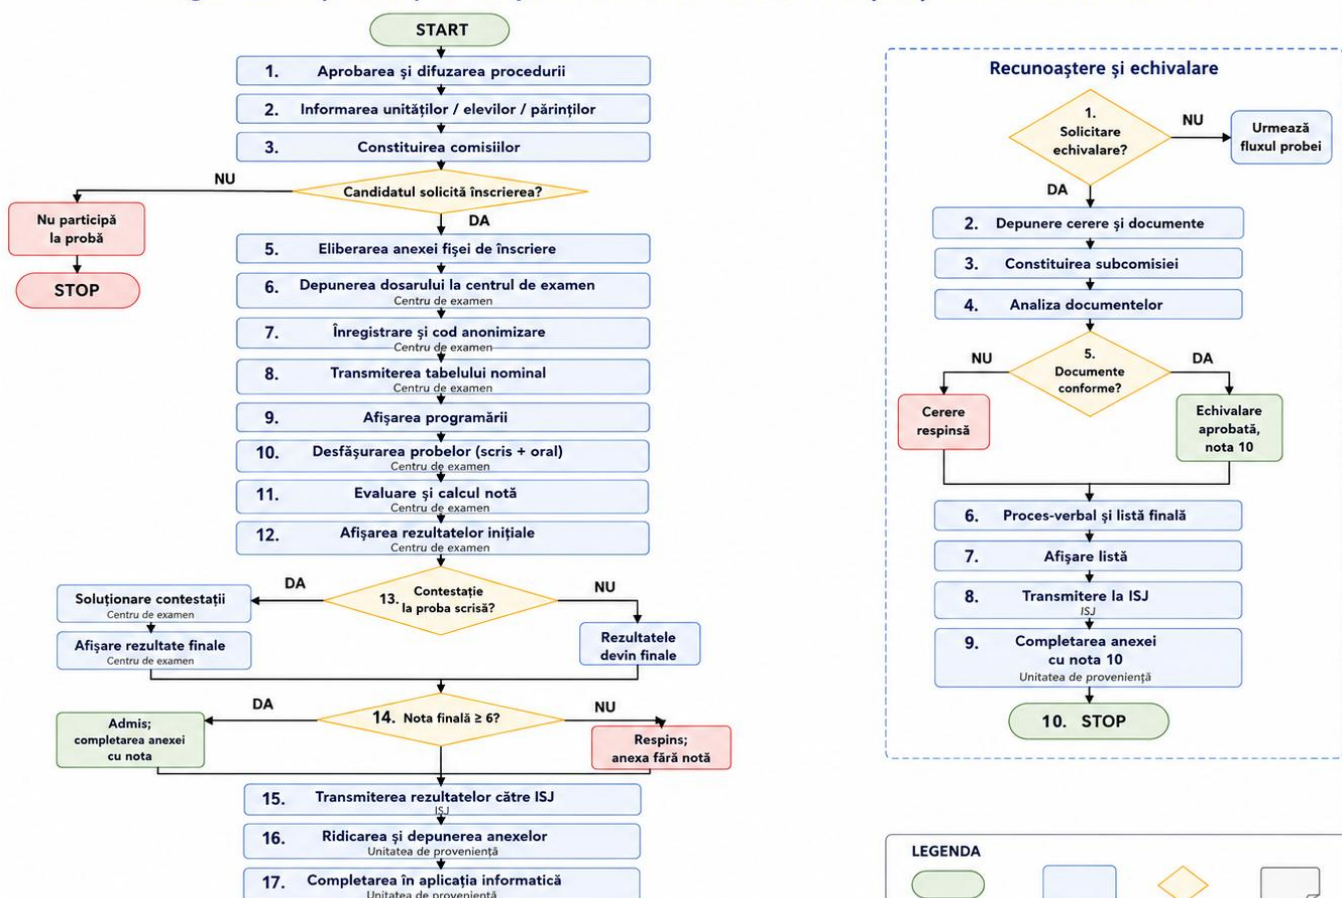 START
1. Aprobarea și difuzarea procedurii
2. Informarea unităților / elevilor / părinților
3. Constituirea comisiilor
Candidatul solicită înscrierea?
NU
DA
Nu participă
la probă
STOP
5. Eliberarea anexei fișei de înscriere
6. Depunerea dosarului la centrul de examen
Centru de examen
7. Înregistrare și cod anonimizare
Centru de examen
8. Transmiterea tabelului nominal
Centru de examen
9. Afișarea programării
10. Desfășurarea probelor (scris + oral)
Centru de examen
11. Evaluare și calcul notă
Centru de examen
12. Afișarea rezultatelor inițiale
Centru de examen
13. Contestație
la proba scrisă?
DA
NU
Soluționare contestații
Centru de examen
Afișare rezultate finale
Centru de examen
Rezultatele
devin finale
14. Nota finală ≥ 6?
DA
NU
Admis;
completarea anexei
cu nota
Respins;
anexa fără notă
15. Transmiterea rezultatelor către ISJ
ISJ
16. Ridicarea și depunerea anexelor
Unitatea de proveniență
17. Completarea în aplicația informatică
Unitatea de proveniență
Recunoaștere și echivalare
1.
Solicitare
echivalare?
NU
Urmează
fluxul probei
DA
2. Depunere cerere și documente
3. Constituirea subcomisiei
4. Analiza documentelor
5.
Documente
conforme?
NU
DA
Cerere
respinsă
Echivalare
aprobată,
nota 10
6. Proces-verbal și listă finală
7. Afișare listă
8. Transmitere la ISJ
ISJ
9. Completarea anexei
cu nota 10
Unitatea de proveniență
10. STOP
LEGENDA